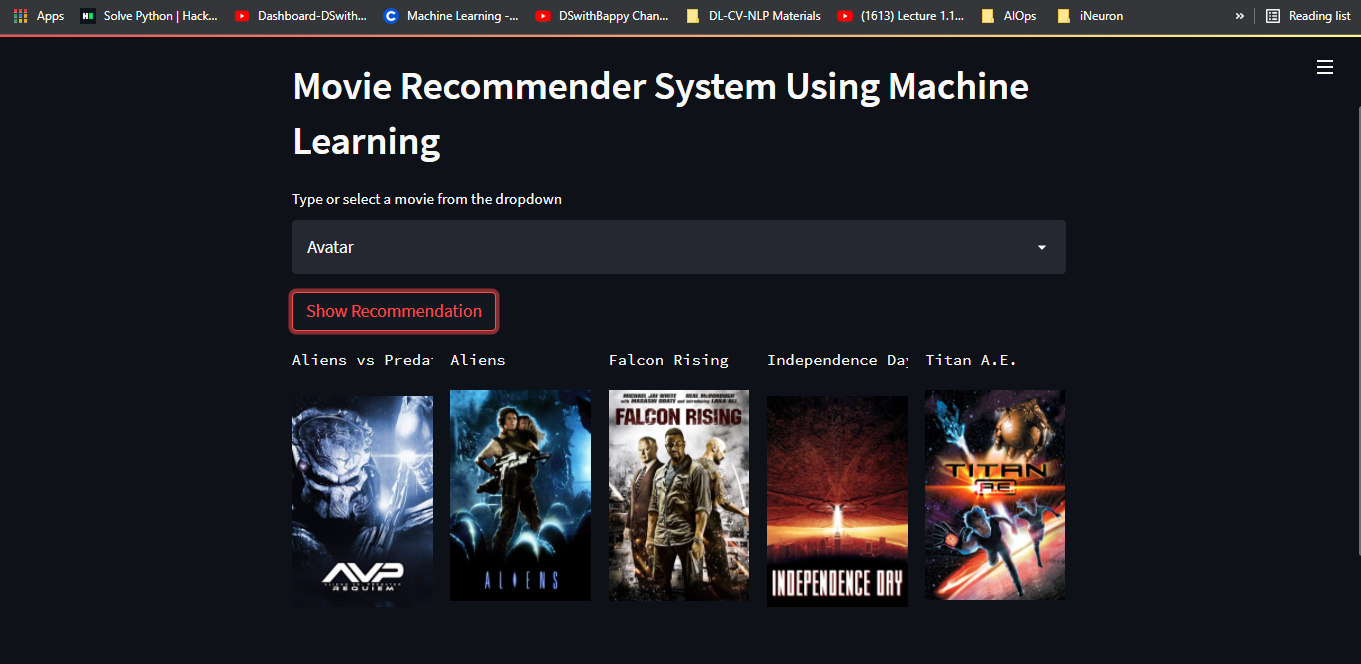 Apps
Solve Python | Hack...
Dashboard-DSwith...
Machine Learning -...
DSwithBappy Chan...
DL-CV-NLP Materials
(1613) Lecture 1.1...
AIOps
iNeuron
»
Reading list
Movie Recommender System Using Machine
Learning
Type or select a movie from the dropdown
Avatar
Show Recommendation
Aliens vs Predat
Aliens
Falcon Rising
Independence Day
Titan A.E.
AVP
REQUIEM
ALIENS
MICHAEL JAI WHITE NEAL McDONOUGH
FALCON RISING
INDEPENDENCE DAY
TITAN
A.E.